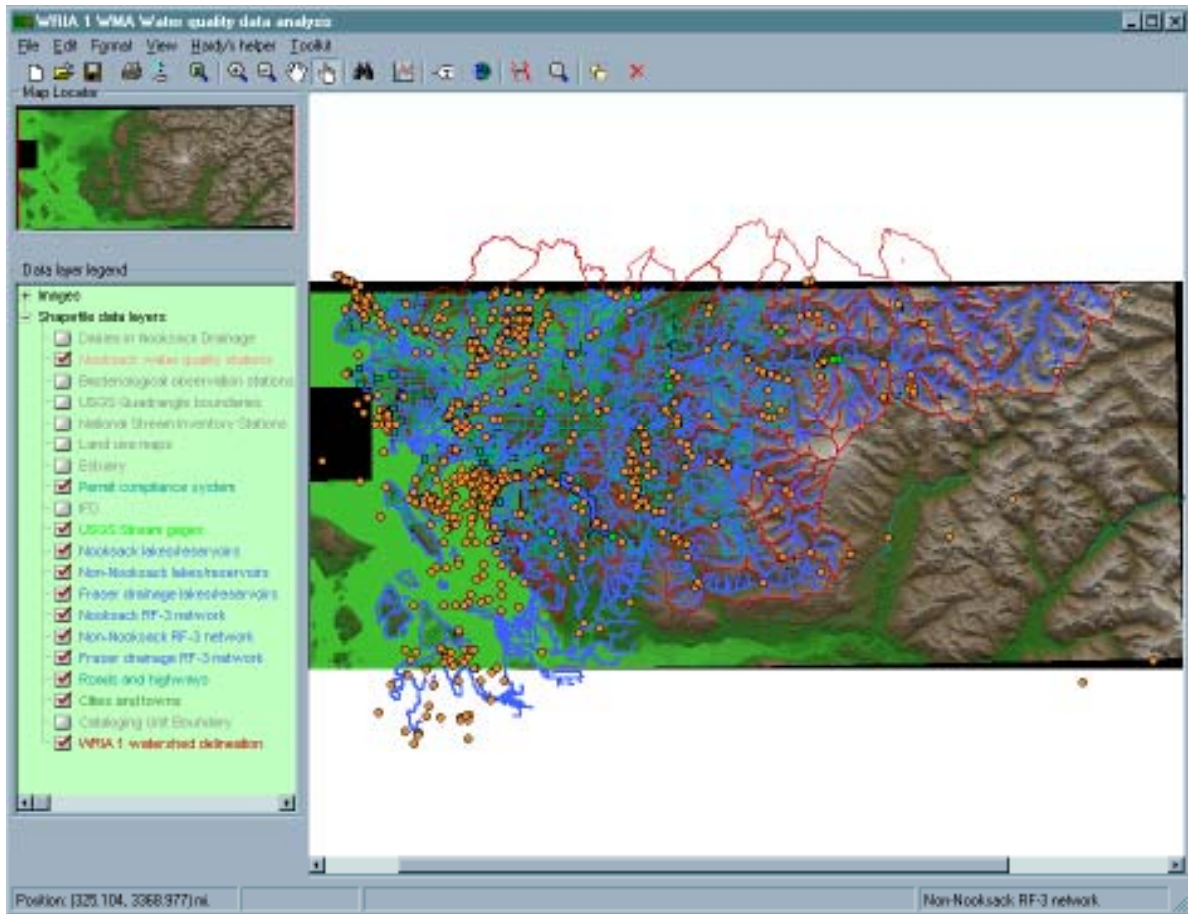 WRIA 1 WMA Water quality data analysis
File Edit Format View Hardy's helper Toolkit
Map Locator
Data layer legend
Images
Shapefile data layers
Dairies in Nooksack Drainage
Nooksack water quality stations
Bacteriological observation stations
USGS Quadrangle boundaries
National Stream Inventory Stations
Land use maps
Estuary
Permit compliance system
USGS Stream gages
Nooksack lakes/reservoirs
Non-Nooksack lakes/reservoirs
Fraser drainage lakes/reservoirs
Nooksack RF-3 network
Non-Nooksack RF-3 network
Fraser drainage RF-3 network
Roads and highways
Cities and towns
Cataloging Unit Boundary
WRIA 1 watershed delineation
Position: (325.104, 3368.977) mi.
Non-Nooksack RF-3 network